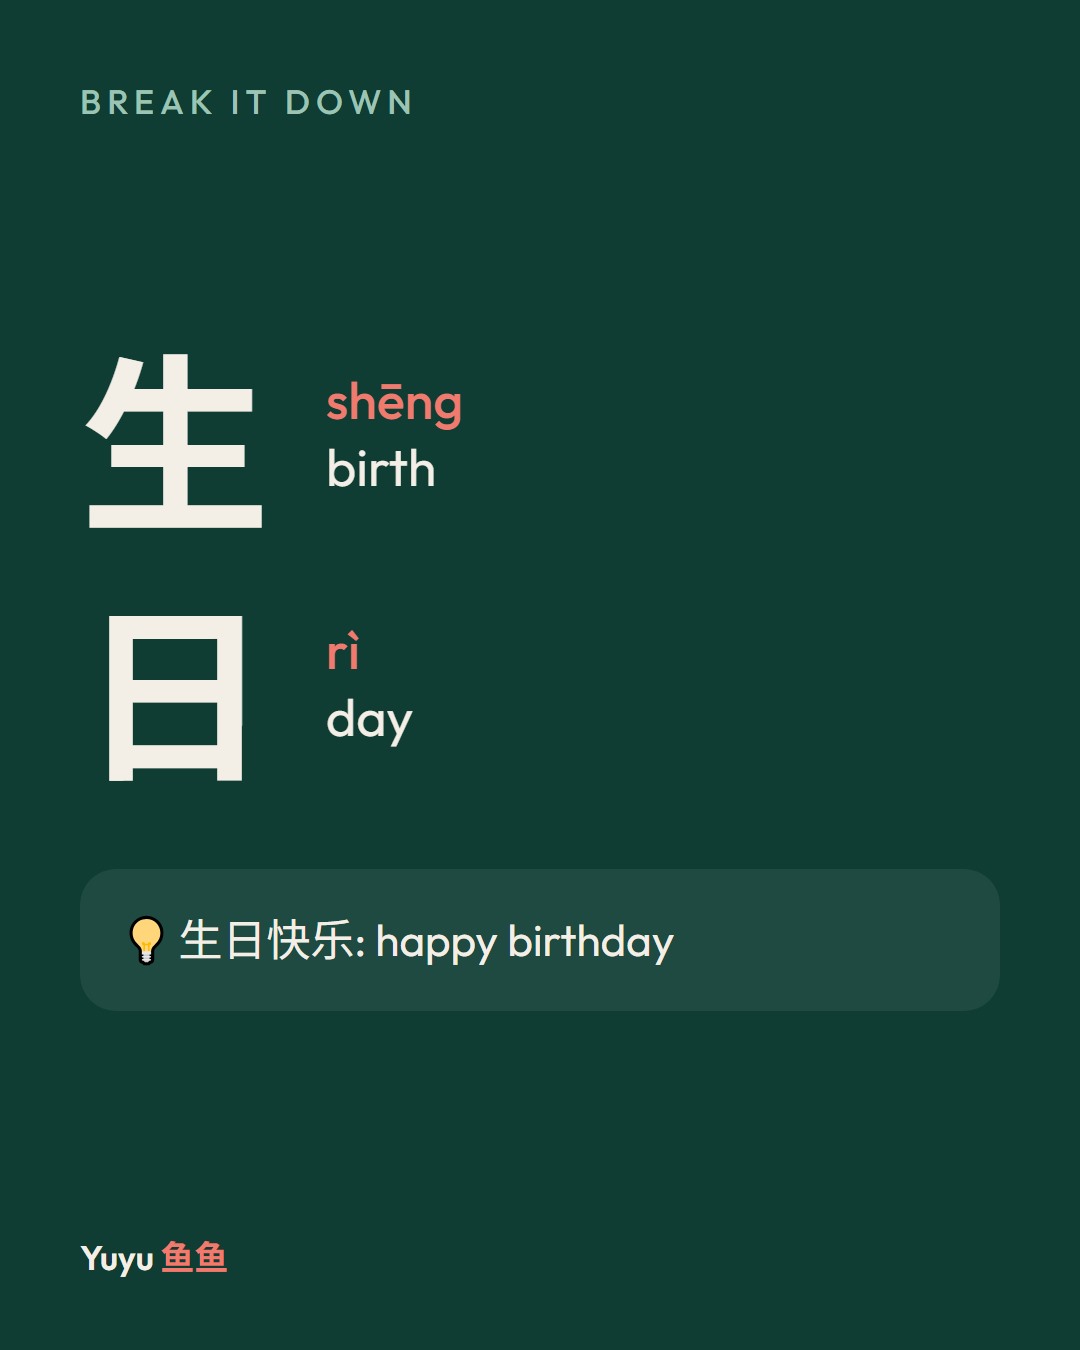 BREAK IT DOWN
生
shēng
birth
日
rì
day
💡 生日快乐: happy birthday
Yuyu 鱼鱼